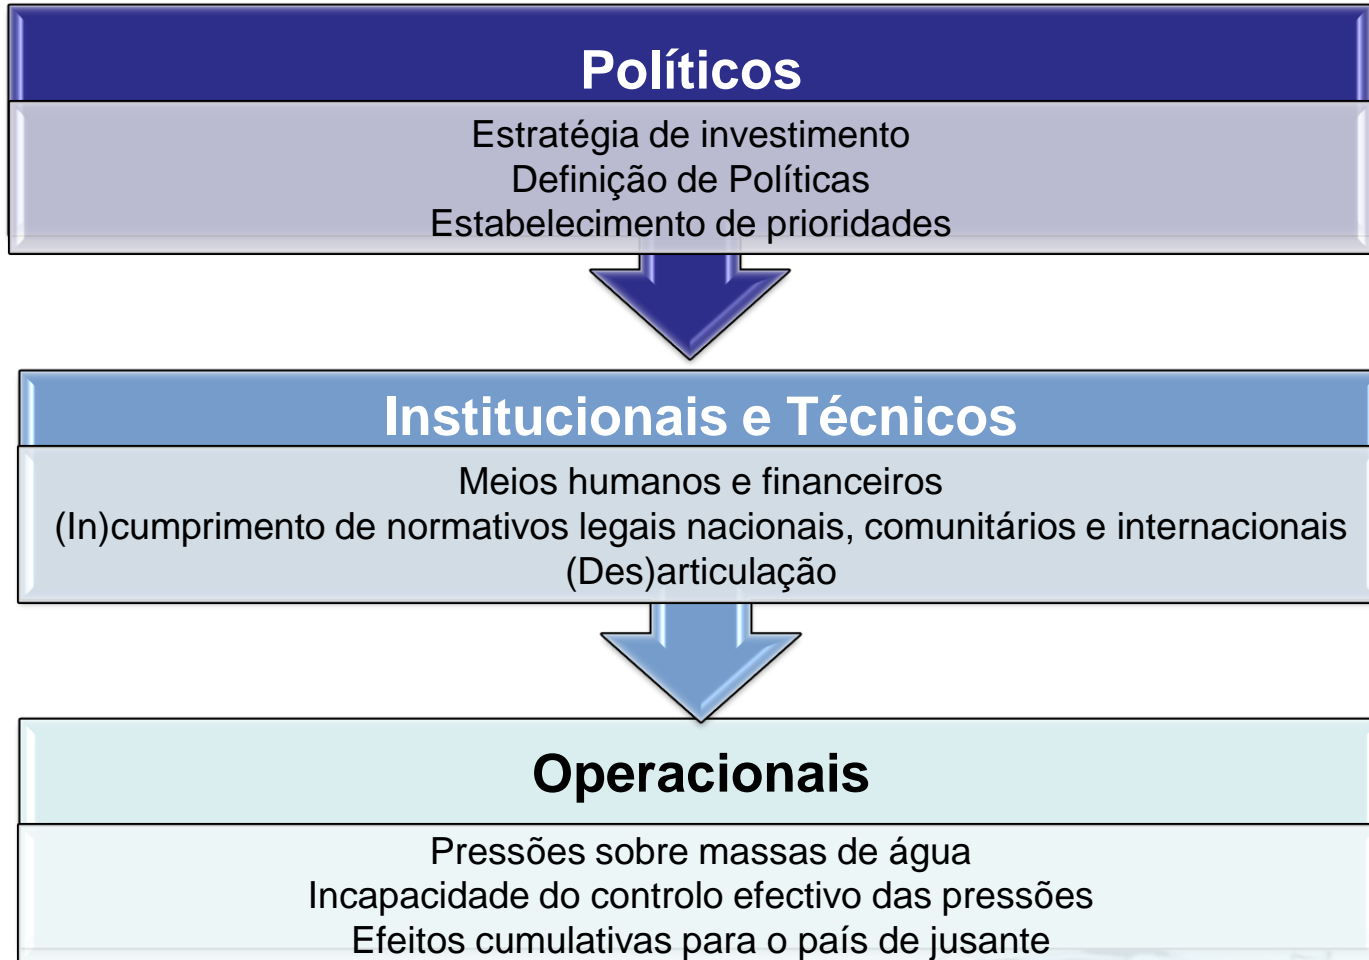 Políticos
Estratégia de investimento
Definição de Políticas
Estabelecimento de prioridades
Institucionais e Técnicos
Meios humanos e financeiros
(In)cumprimento de normativos legais nacionais, comunitários e internacionais
(Des)articulação
Operacionais
Pressões sobre massas de água
Incapacidade do controlo efectivo das pressões
Efeitos cumulativas para o país de jusante